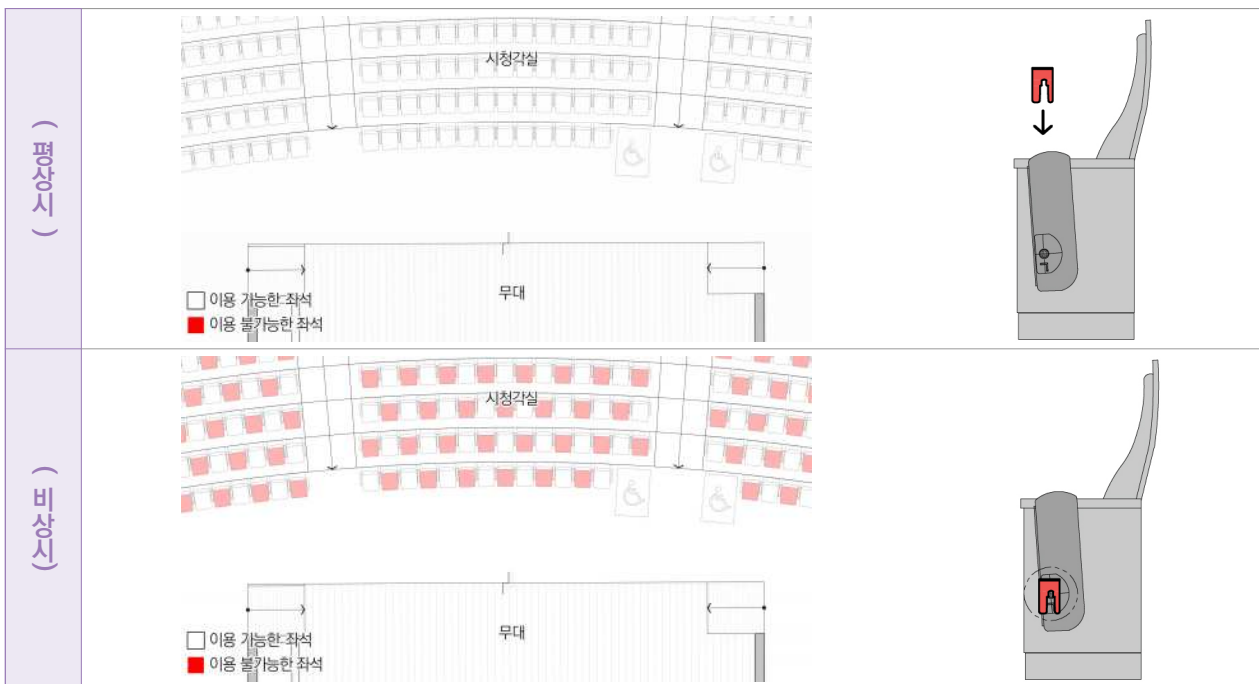 ( 평상시 )
시청각실
무대
이용 가능한 좌석
이용 불가능한 좌석
( 비상시)
시청각실
무대
이용 가능한 좌석
이용 불가능한 좌석